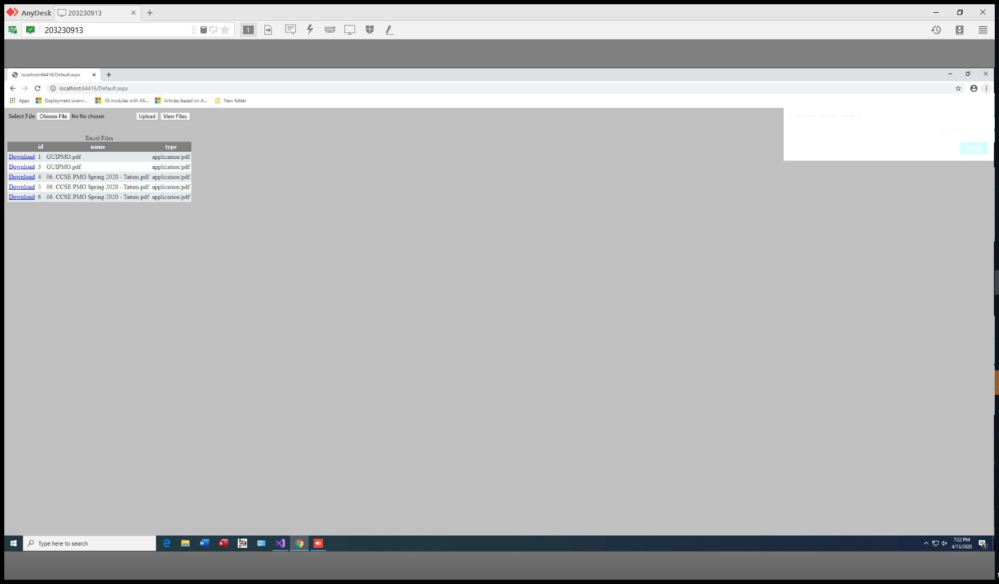 AnyDesk
203230913
203230913
1
localhost:64416/Default.aspx
localhost:64416/Default.aspx
Apps
Deployment overvi...
IIS modules with AS...
Articles based on A...
New folder
Select File Choose File No file chosen Upload View Files
Excel Files
id name type
Download 1 GUIPMO.pdf application/pdf
Download 3 GUIPMO.pdf application/pdf
Download 4 06. CCSE PMO Spring 2020 - Tatum.pdf application/pdf
Download 5 06. CCSE PMO Spring 2020 - Tatum.pdf application/pdf
Download 6 06. CCSE PMO Spring 2020 - Tatum.pdf application/pdf
Type here to search
7:22 PM
4/13/2020
1